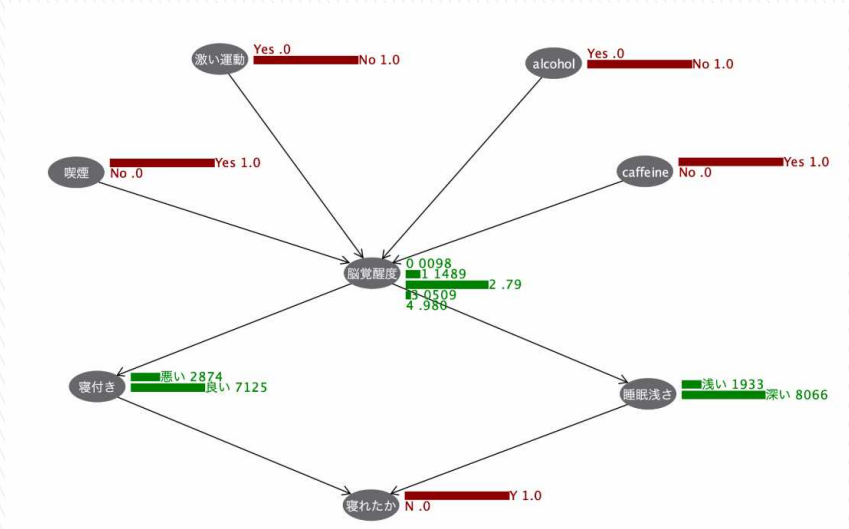 激い運動
Yes .0
No 1.0
alcohol
Yes .0
No 1.0
喫煙
Yes 1.0
No .0
caffeine
Yes 1.0
No .0
脳覚醒度
0 0098
1 1489
2 .79
3 0509
4 .980
寝付き
悪い 2874
良い 7125
睡眠浅さ
浅い 1933
深い 8066
寝れたか
Y 1.0
N .0